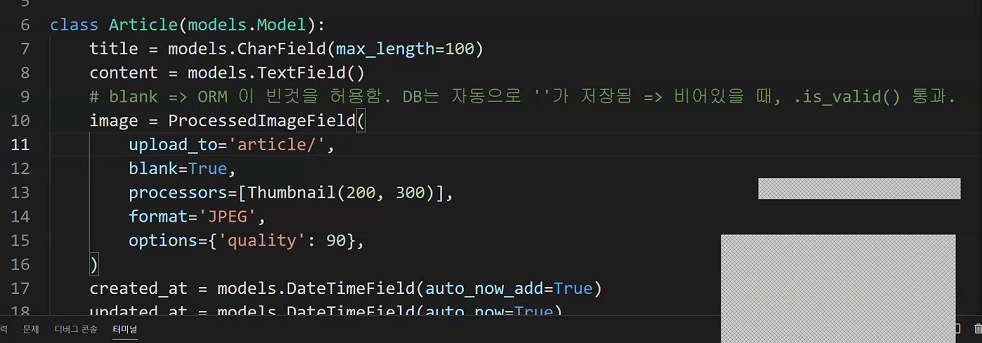 6 class Article(models.Model):
7 title = models.CharField(max_length=100)
8 content = models.TextField()
9 # blank => ORM 이 빈것을 허용함. DB는 자동으로 ''가 저장됨 => 비어있을 때, .is_valid() 통과.
10 image = ProcessedImageField(
11 upload_to='article/',
12 blank=True,
13 processors=[Thumbnail(200, 300)],
14 format='JPEG',
15 options={'quality': 90},
16 )
17 created_at = models.DateTimeField(auto_now_add=True)
18 updated_at = models.DateTimeField(auto_now=True)
력 문제 디버그 콘솔 터미널